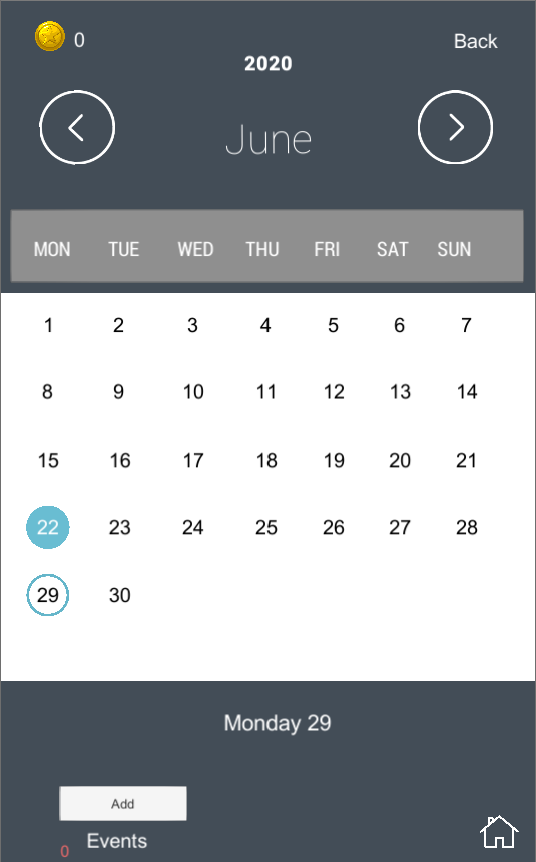 0
Back
2020
June
MON TUE WED THU FRI SAT SUN
1 2 3 4 5 6 7
8 9 10 11 12 13 14
15 16 17 18 19 20 21
22 23 24 25 26 27 28
29 30
Monday 29
Add
0 Events